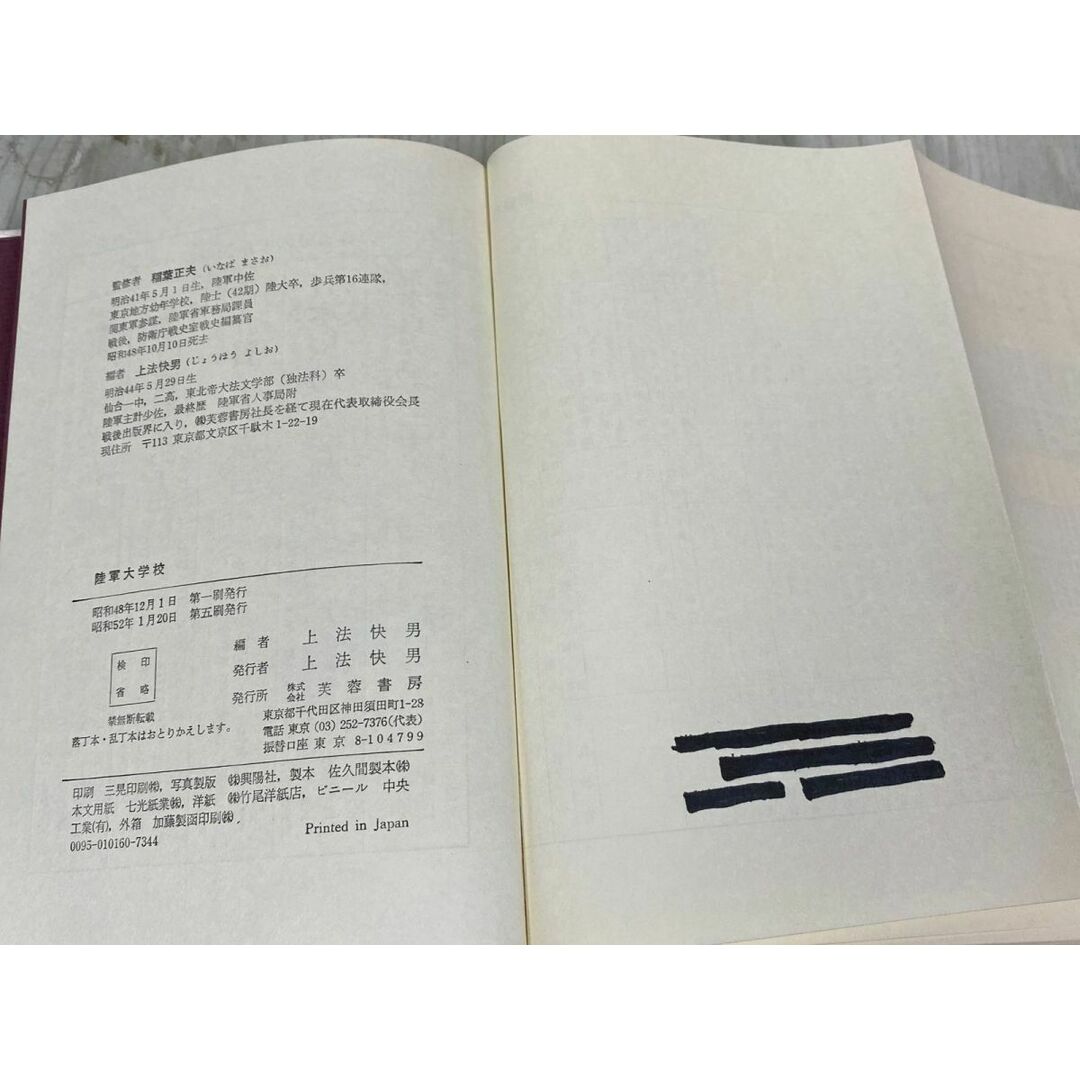 監修者 稲葉正夫(いなば まさお)
明治41年5月1日生,陸軍中佐
東京地方幼年学校,陸士(42期)陸大卒,歩兵第16連隊,
関東軍参謀,陸軍省軍務局課員
戦後,防衛庁戦史室戦史編纂官
昭和48年10月10日死去
編者 上法快男(じょうほう よしお)
明治44年5月29日生
仙台一中,二高,東北帝大法文学部(独法科)卒
陸軍主計少佐,最終歴 陸軍省人事局附
戦後出版界に入り,㈱芙蓉書房社長を経て現在代表取締役会長
現住所 〒113 東京都文京区千駄木1-22-19
陸軍大学校
昭和48年12月1日 第一刷発行
昭和52年1月20日 第五刷発行
編者 上法快男
発行者 上法快男
発行所 株式会社 芙蓉書房
東京都千代田区神田須田町1-28
電話 東京(03)252-7376(代表)
振替口座 東京 8-104799
検印
省略
禁無断転載
落丁本・乱丁本はおとりかえします。
印刷 三晃印刷㈱,写真製版 ㈱興陽社,製本 佐久間製本㈱
本文用紙 七光紙業㈱,洋紙 ㈱竹尾洋紙店,ビニール 中央
工業(有),外箱 加藤製函印刷㈱.
Printed in Japan
0095-010160-7344